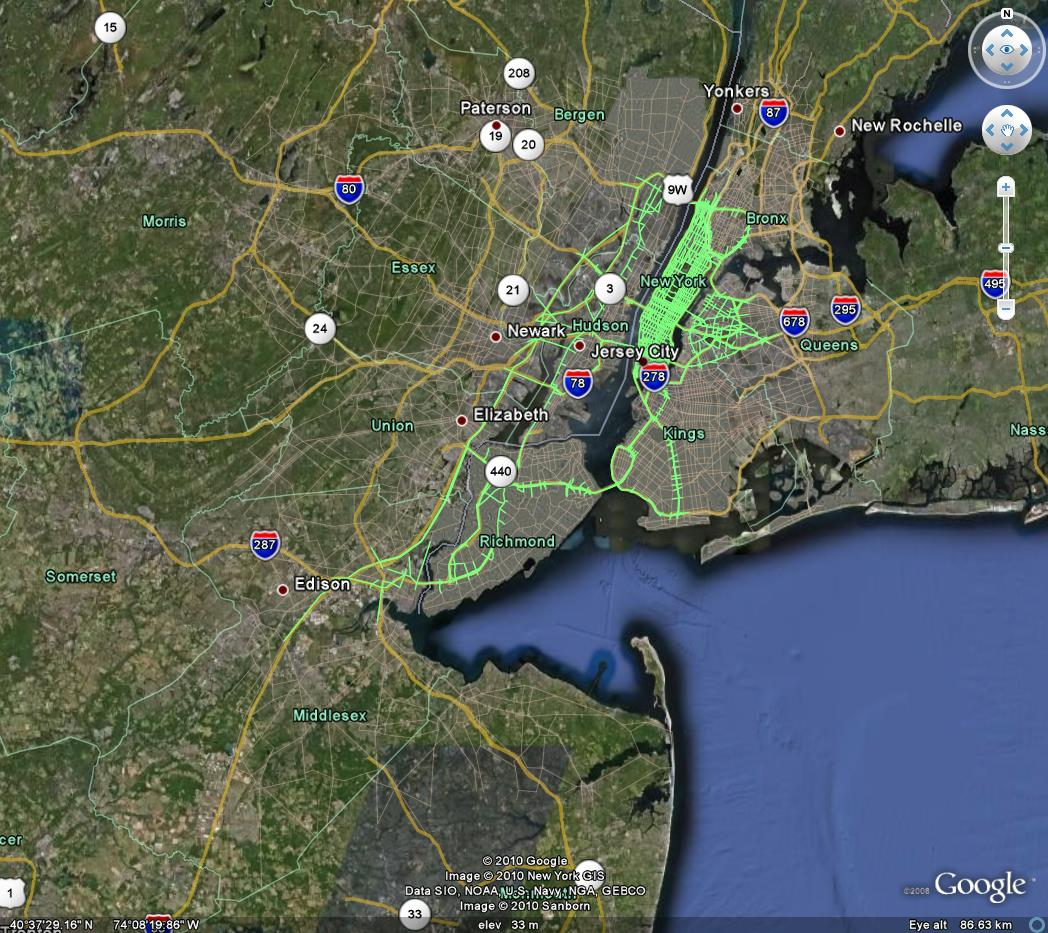 N
15
208
Yonkers
Paterson
87
Bergen
New Rochelle
19
20
80
9W
Morris
Bronx
Essex
New York
495
21
3
295
24
678
Newark
Hudson
Queens
Jersey City
278
78
Elizabeth
Union
Kings
Nass
440
Richmond
287
Somerset
Edison
Middlesex
cer
© 2010 Google
Image © 2010 New York GIS
1
Data SIO, NOAA, U.S. Navy, NGA, GEBCO
©2008 Google
Image © 2010 Sanborn
33
40°37'29.16" N 74°08'19.86" W elev 33 m Eye alt 86.63 km